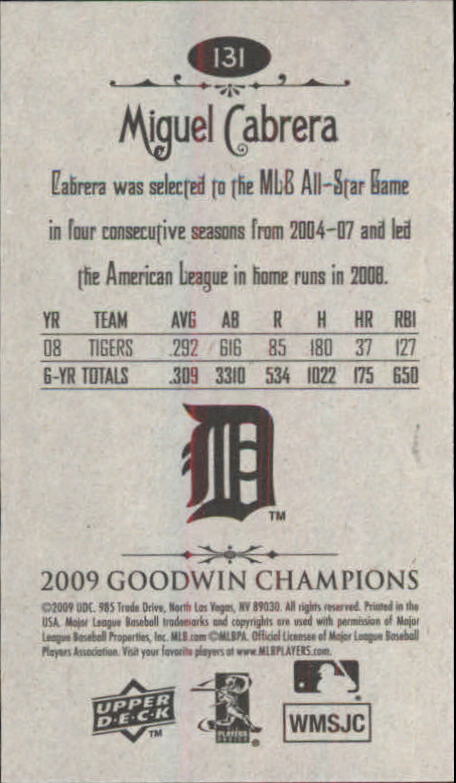 131
Miguel Cabrera
Cabrera was selected to the MLB All-Star Game
in four consecutive seasons from 2004-07 and led
the American League in home runs in 2008.
YR TEAM AVG AB R H HR RBI
08 TIGERS .292 616 85 180 37 127
6-YR TOTALS .309 3310 534 1022 175 650
D
TM
2009 GOODWIN CHAMPIONS
©2009 UDC. 985 Trade Drive, North Las Vegas, NV 89030. All rights reserved. Printed in the
USA. Major League Baseball trademarks and copyrights are used with permission of Major
League Baseball Properties, Inc. MLB.com ©MLBPA. Official Licensee of Major League Baseball
Players Association. Visit your favorite players at www.MLBPLAYERS.com.
UPPER
D·E·C·K
TM
PLAYERS
CHOICE
®
WMSJC